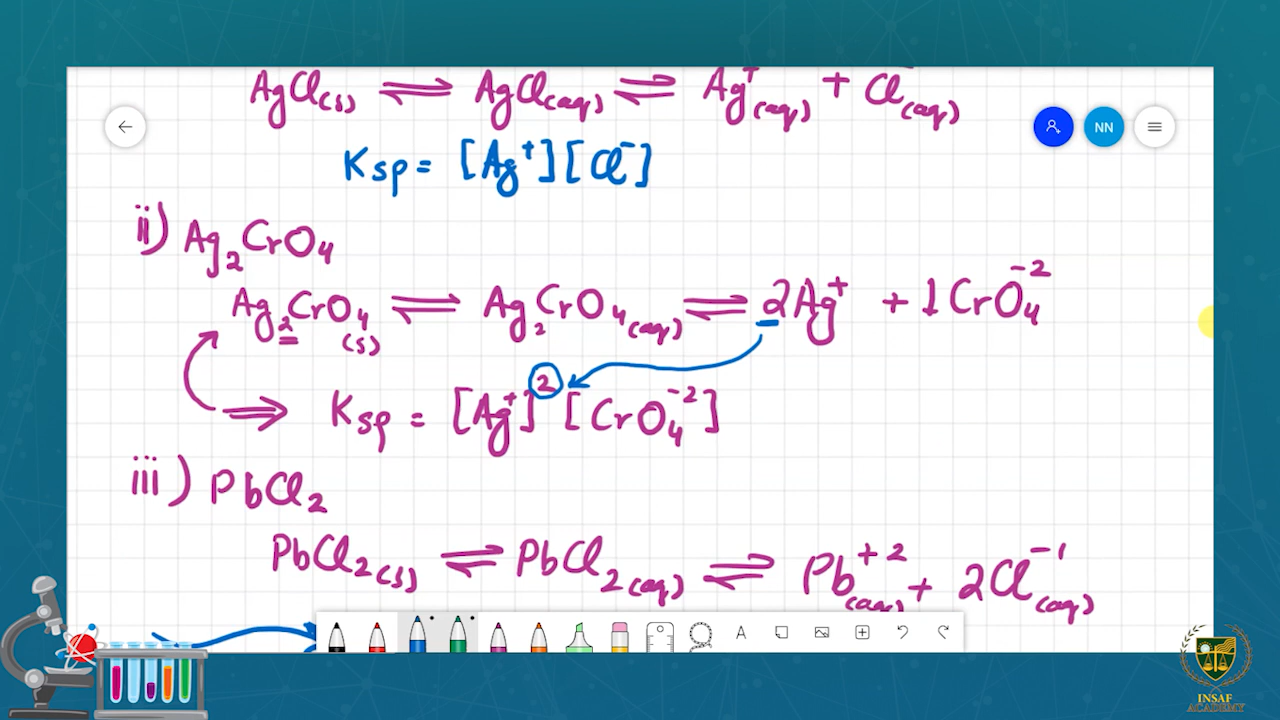 AgCl(s) ⇌ AgCl(aq) ⇌ Ag⁺(aq) + Cl⁻(aq)
Ksp = [Ag⁺][Cl⁻]
NN
ii) Ag₂CrO₄
Ag₂CrO₄(s) ⇌ Ag₂CrO₄(aq) ⇌ 2Ag⁺ + 1CrO₄⁻²
⇒ Ksp = [Ag⁺]² [CrO₄⁻²]
iii) PbCl₂
PbCl₂(s) ⇌ PbCl₂(aq) ⇌ Pb⁺²(aq) + 2Cl⁻¹(aq)
A
INSAF
ACADEMY